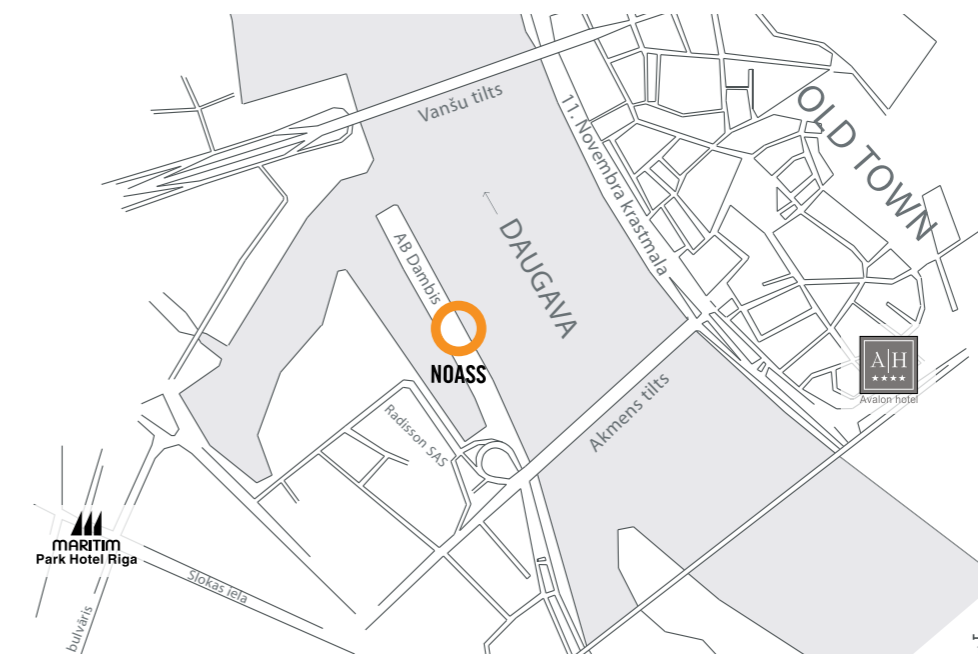 Vanšu tilts
11. Novembra krastmala
OLD TOWN
DAUGAVA
AB Dambis
NOASS
A|H
Avalon hotel
Akmens tilts
Radisson SAS
MARITIM
Park Hotel Riga
Slokas iela
bulvāris